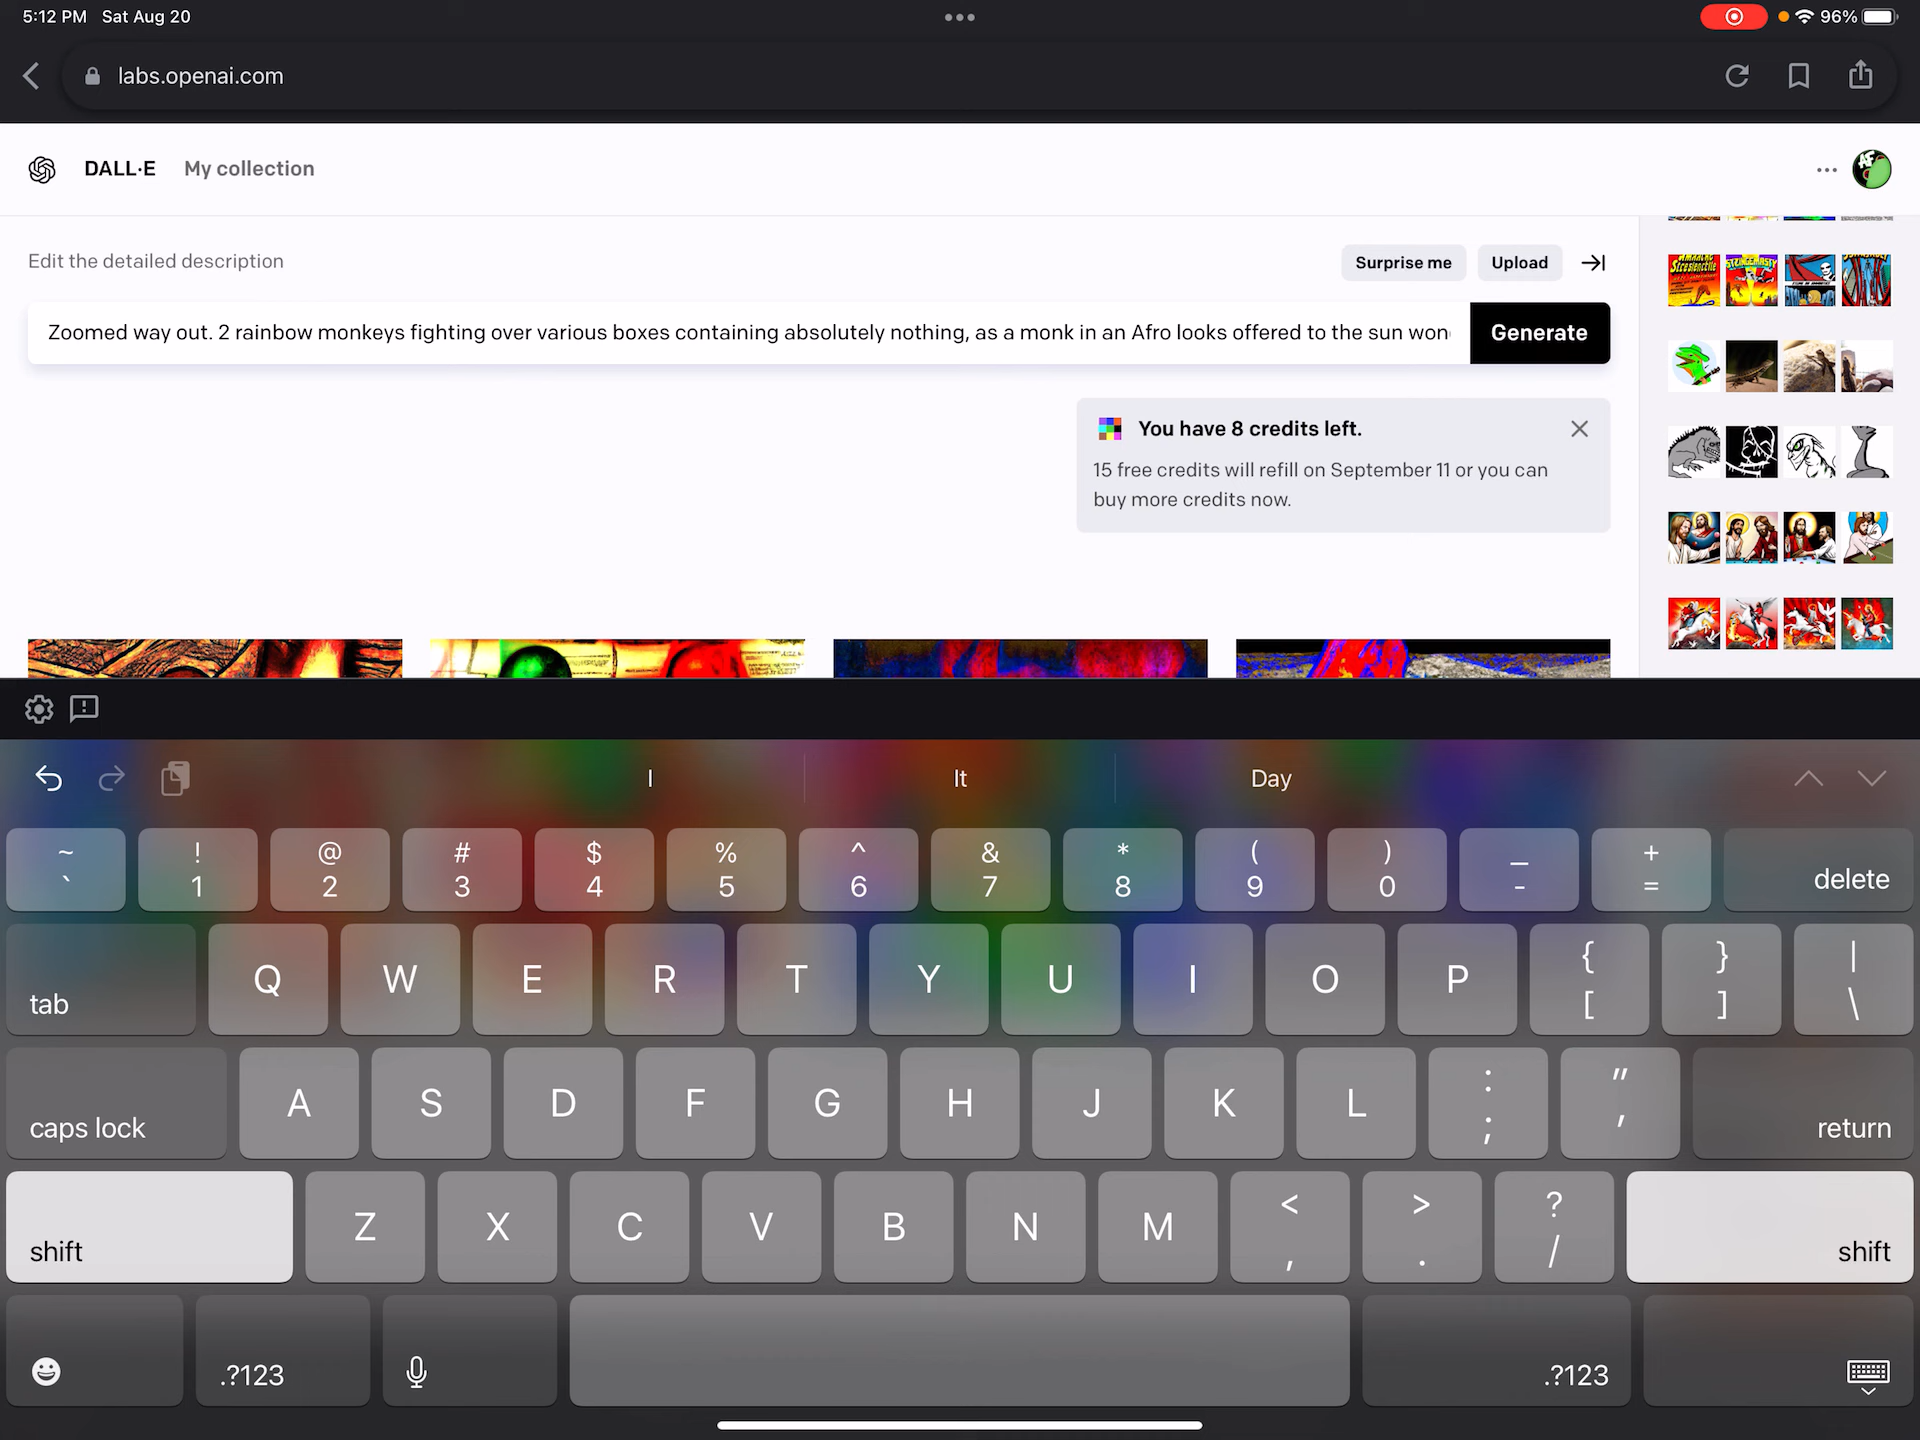 5:12 PM Sat Aug 20
96%
labs.openai.com
DALL·E My collection
Edit the detailed description
Surprise me Upload
Zoomed way out. 2 rainbow monkeys fighting over various boxes containing absolutely nothing, as a monk in an Afro looks offered to the sun won
Generate
You have 8 credits left.
15 free credits will refill on September 11 or you can
buy more credits now.
I It Day
~ ! @ # $ % ^ & * ( ) _ +
` 1 2 3 4 5 6 7 8 9 0 - = delete
tab Q W E R T Y U I O P { [ } ] | \
caps lock A S D F G H J K L : ; " ' return
shift Z X C V B N M < , > . ? / shift
.?123 .?123